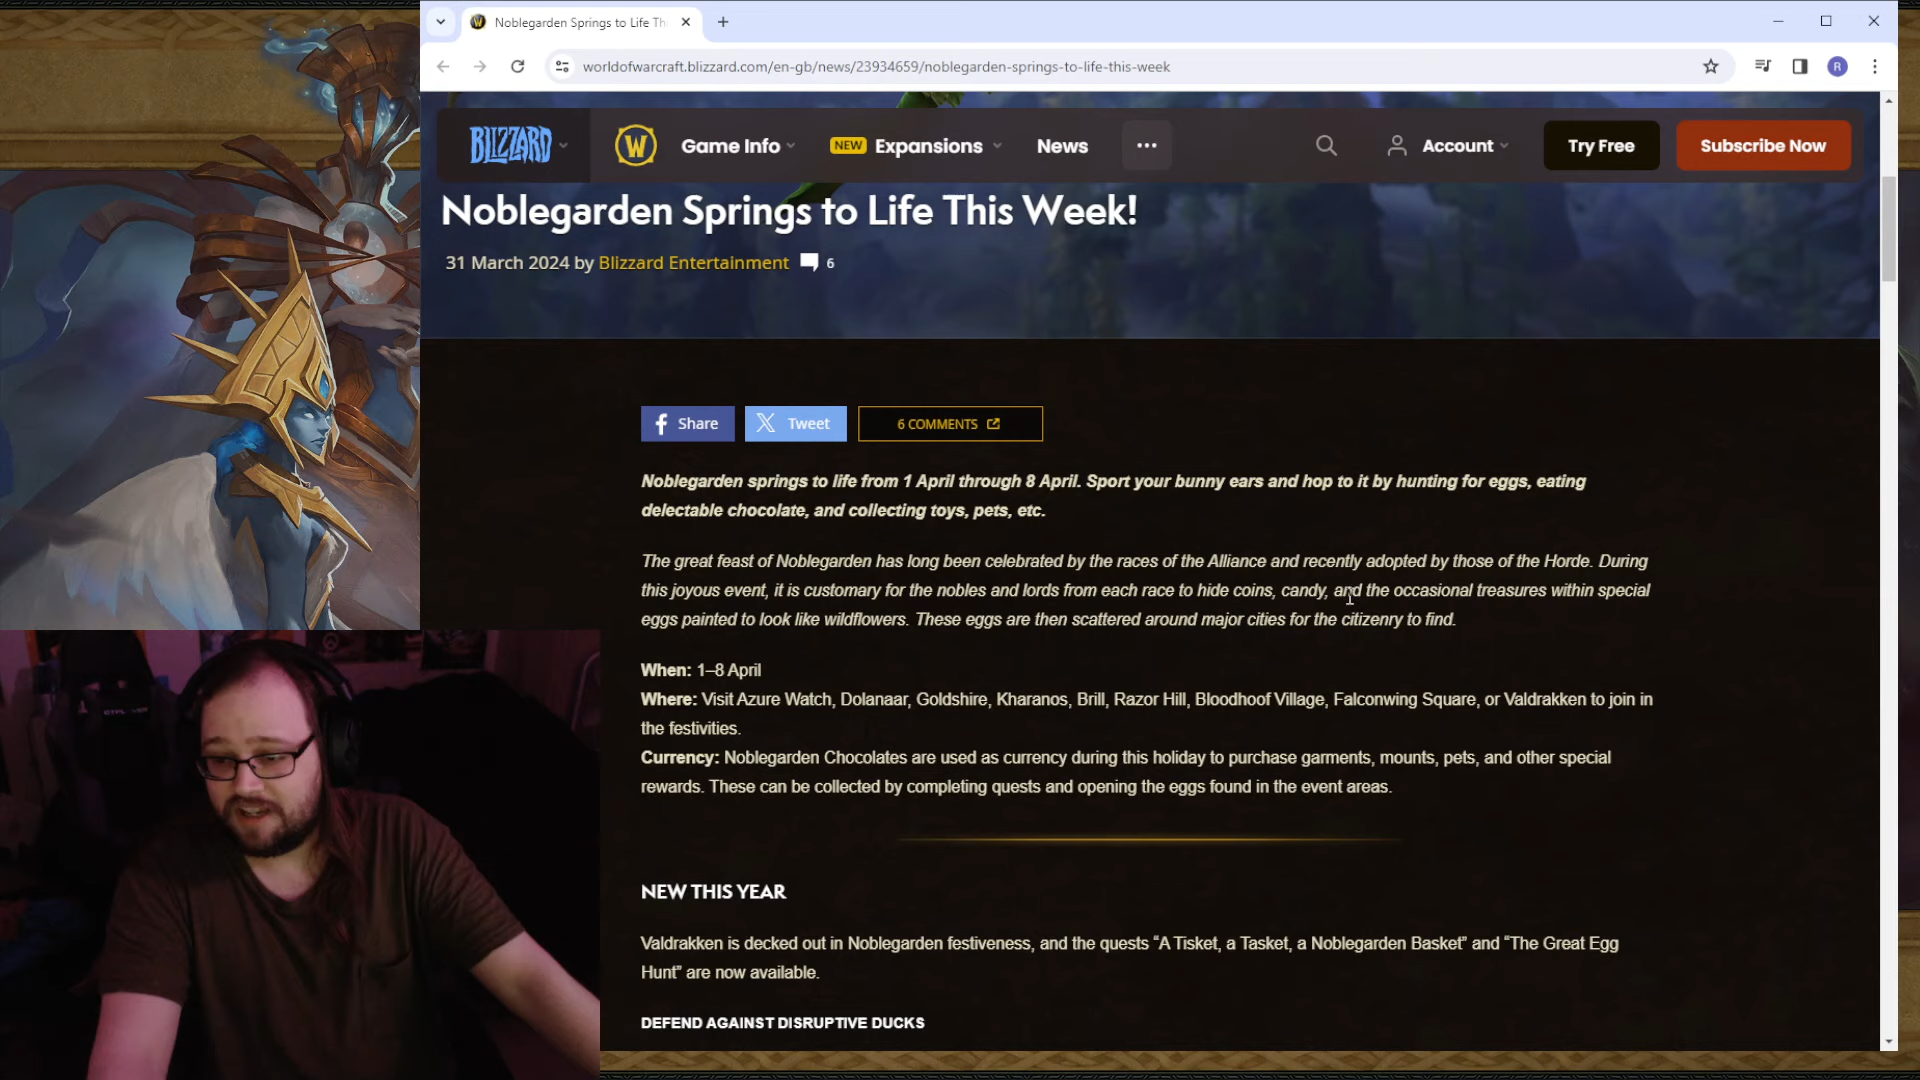 Noblegarden Springs to Life Th
worldofwarcraft.blizzard.com/en-gb/news/23934659/noblegarden-springs-to-life-this-week
R
BLIZZARD
W
Game Info
NEW
Expansions
News
Account
Try Free
Subscribe Now
Noblegarden Springs to Life This Week!
31 March 2024 by Blizzard Entertainment 6
Share
Tweet
6 COMMENTS
Noblegarden springs to life from 1 April through 8 April. Sport your bunny ears and hop to it by hunting for eggs, eating
delectable chocolate, and collecting toys, pets, etc.
The great feast of Noblegarden has long been celebrated by the races of the Alliance and recently adopted by those of the Horde. During
this joyous event, it is customary for the nobles and lords from each race to hide coins, candy, and the occasional treasures within special
eggs painted to look like wildflowers. These eggs are then scattered around major cities for the citizenry to find.
When: 1–8 April
Where: Visit Azure Watch, Dolanaar, Goldshire, Kharanos, Brill, Razor Hill, Bloodhoof Village, Falconwing Square, or Valdrakken to join in
the festivities.
Currency: Noblegarden Chocolates are used as currency during this holiday to purchase garments, mounts, pets, and other special
rewards. These can be collected by completing quests and opening the eggs found in the event areas.
NEW THIS YEAR
Valdrakken is decked out in Noblegarden festiveness, and the quests “A Tisket, a Tasket, a Noblegarden Basket” and “The Great Egg
Hunt” are now available.
DEFEND AGAINST DISRUPTIVE DUCKS